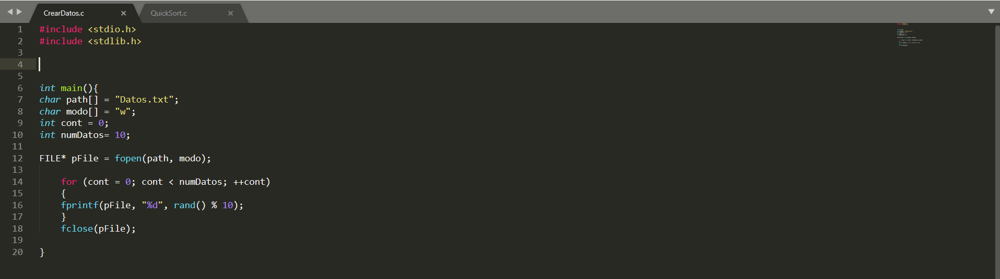 CrearDatos.c × QuickSort.c ×
1 #include <stdio.h>
2 #include <stdlib.h>
3
4
5
6 int main(){
7 char path[] = "Datos.txt";
8 char modo[] = "w";
9 int cont = 0;
10 int numDatos= 10;
11
12 FILE* pFile = fopen(path, modo);
13
14     for (cont = 0; cont < numDatos; ++cont)
15     {
16     fprintf(pFile, "%d", rand() % 10);
17     }
18     fclose(pFile);
19
20 }